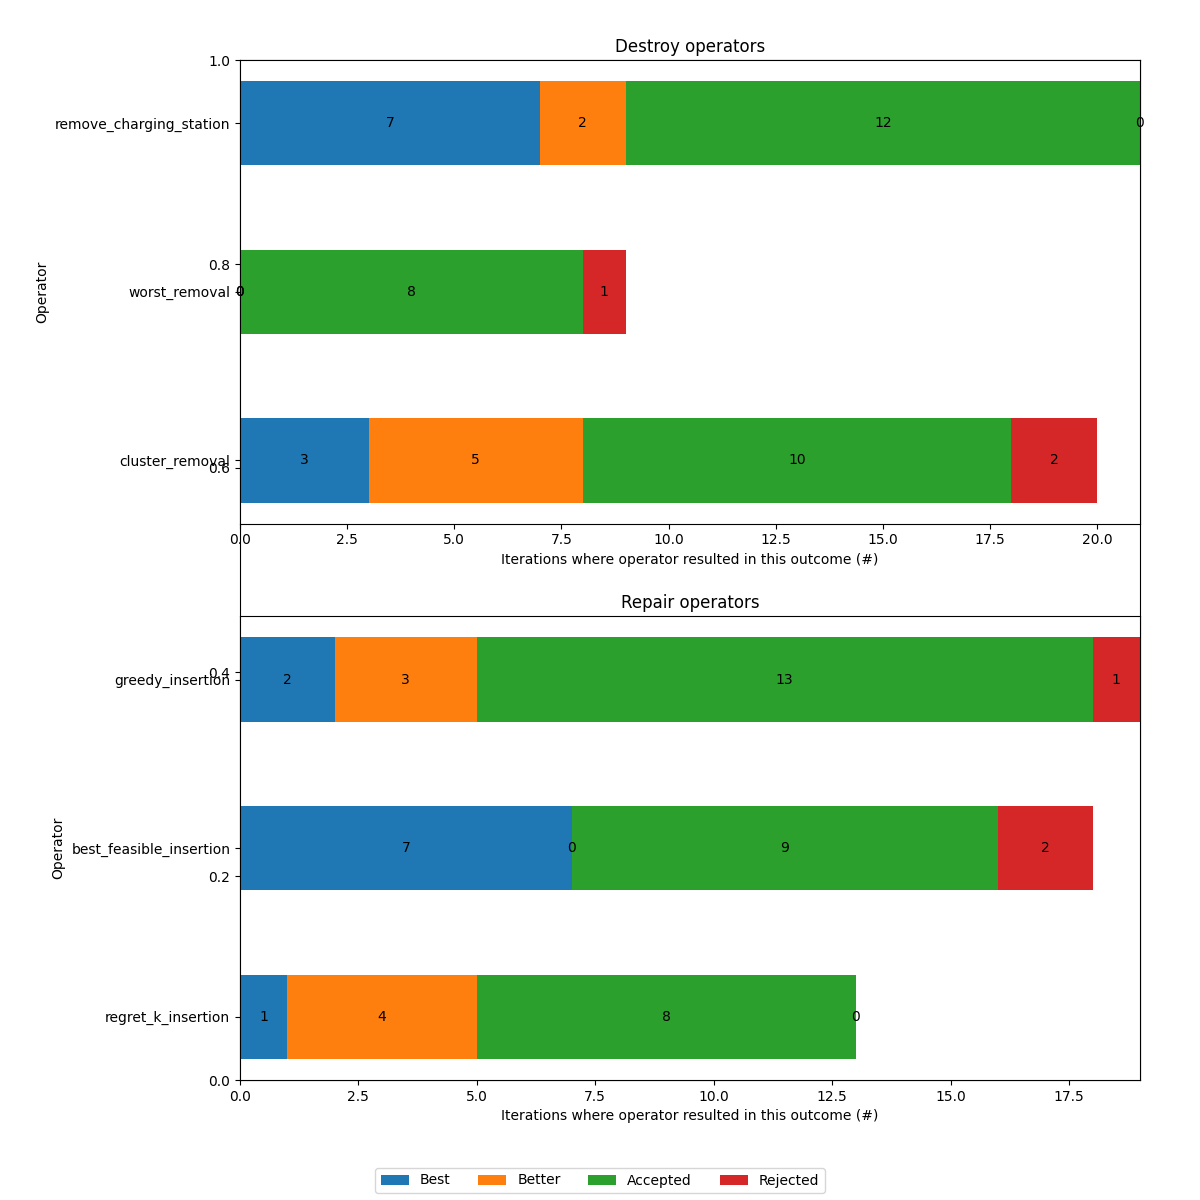 Destroy operators
1.0
remove_charging_station
7 2 12 0
0.8
Operator
worst_removal
0 0 8 1
cluster_removal
3 5 10 2
0.6
0.0 2.5 5.0 7.5 10.0 12.5 15.0 17.5 20.0
Iterations where operator resulted in this outcome (#)
Repair operators
0.4
greedy_insertion
2 3 13 1
Operator
best_feasible_insertion
7 0 9 2
0.2
regret_k_insertion
1 4 8 0
0.0
0.0 2.5 5.0 7.5 10.0 12.5 15.0 17.5
Iterations where operator resulted in this outcome (#)
Best Better Accepted Rejected